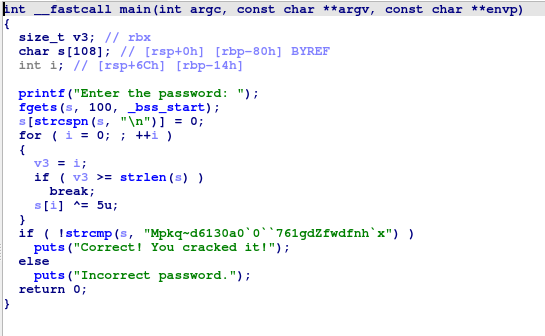 int __fastcall main(int argc, const char **argv, const char **envp)
{
  size_t v3; // rbx
  char s[108]; // [rsp+0h] [rbp-80h] BYREF
  int i; // [rsp+6Ch] [rbp-14h]

  printf("Enter the password: ");
  fgets(s, 100, _bss_start);
  s[strcspn(s, "\n")] = 0;
  for ( i = 0; ; ++i )
  {
    v3 = i;
    if ( v3 >= strlen(s) )
      break;
    s[i] ^= 5u;
  }
  if ( !strcmp(s, "Mpkq~d6130a0`0``761gdZfwdfnh`x") )
    puts("Correct! You cracked it!");
  else
    puts("Incorrect password.");
  return 0;
}